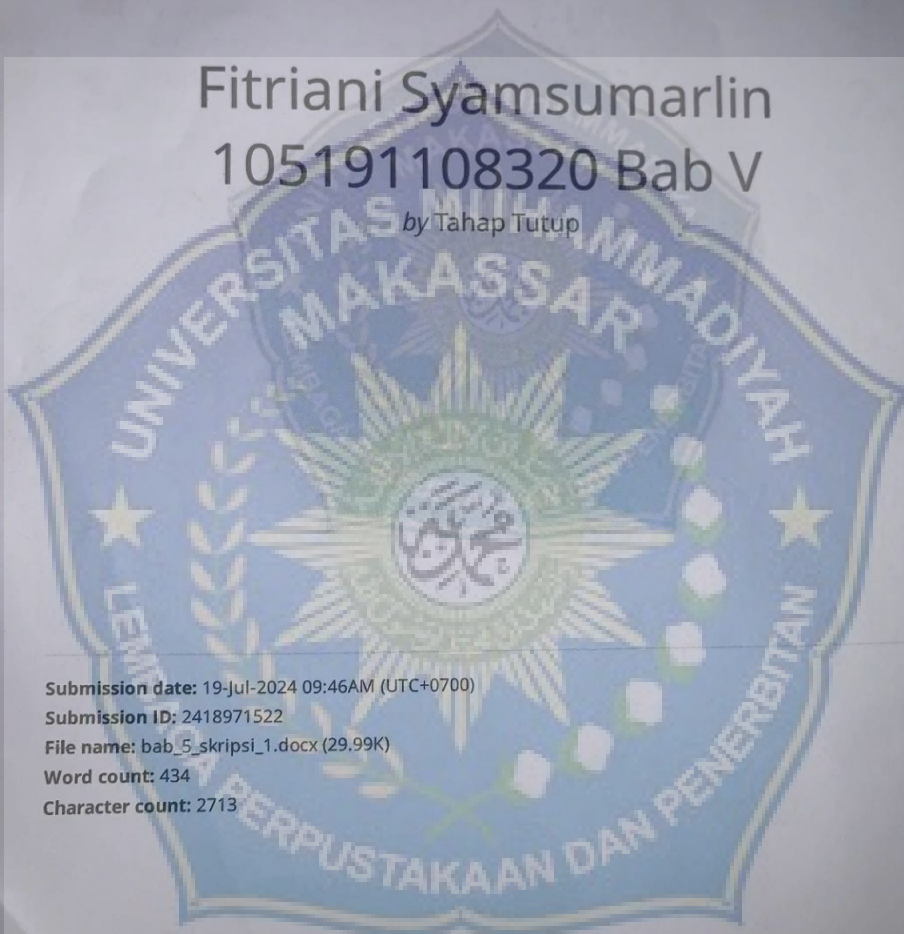 Fitriani Syamsumarlin
105191108320 Bab V
by Tahap Tutup
UNIVERSITAS MUHAMMADIYAH
MAKASSAR
LEMBAGA PERPUSTAKAAN DAN PENERBITAN
Submission date: 19-Jul-2024 09:46AM (UTC+0700)
Submission ID: 2418971522
File name: bab_5_skripsi_1.docx (29.99K)
Word count: 434
Character count: 2713